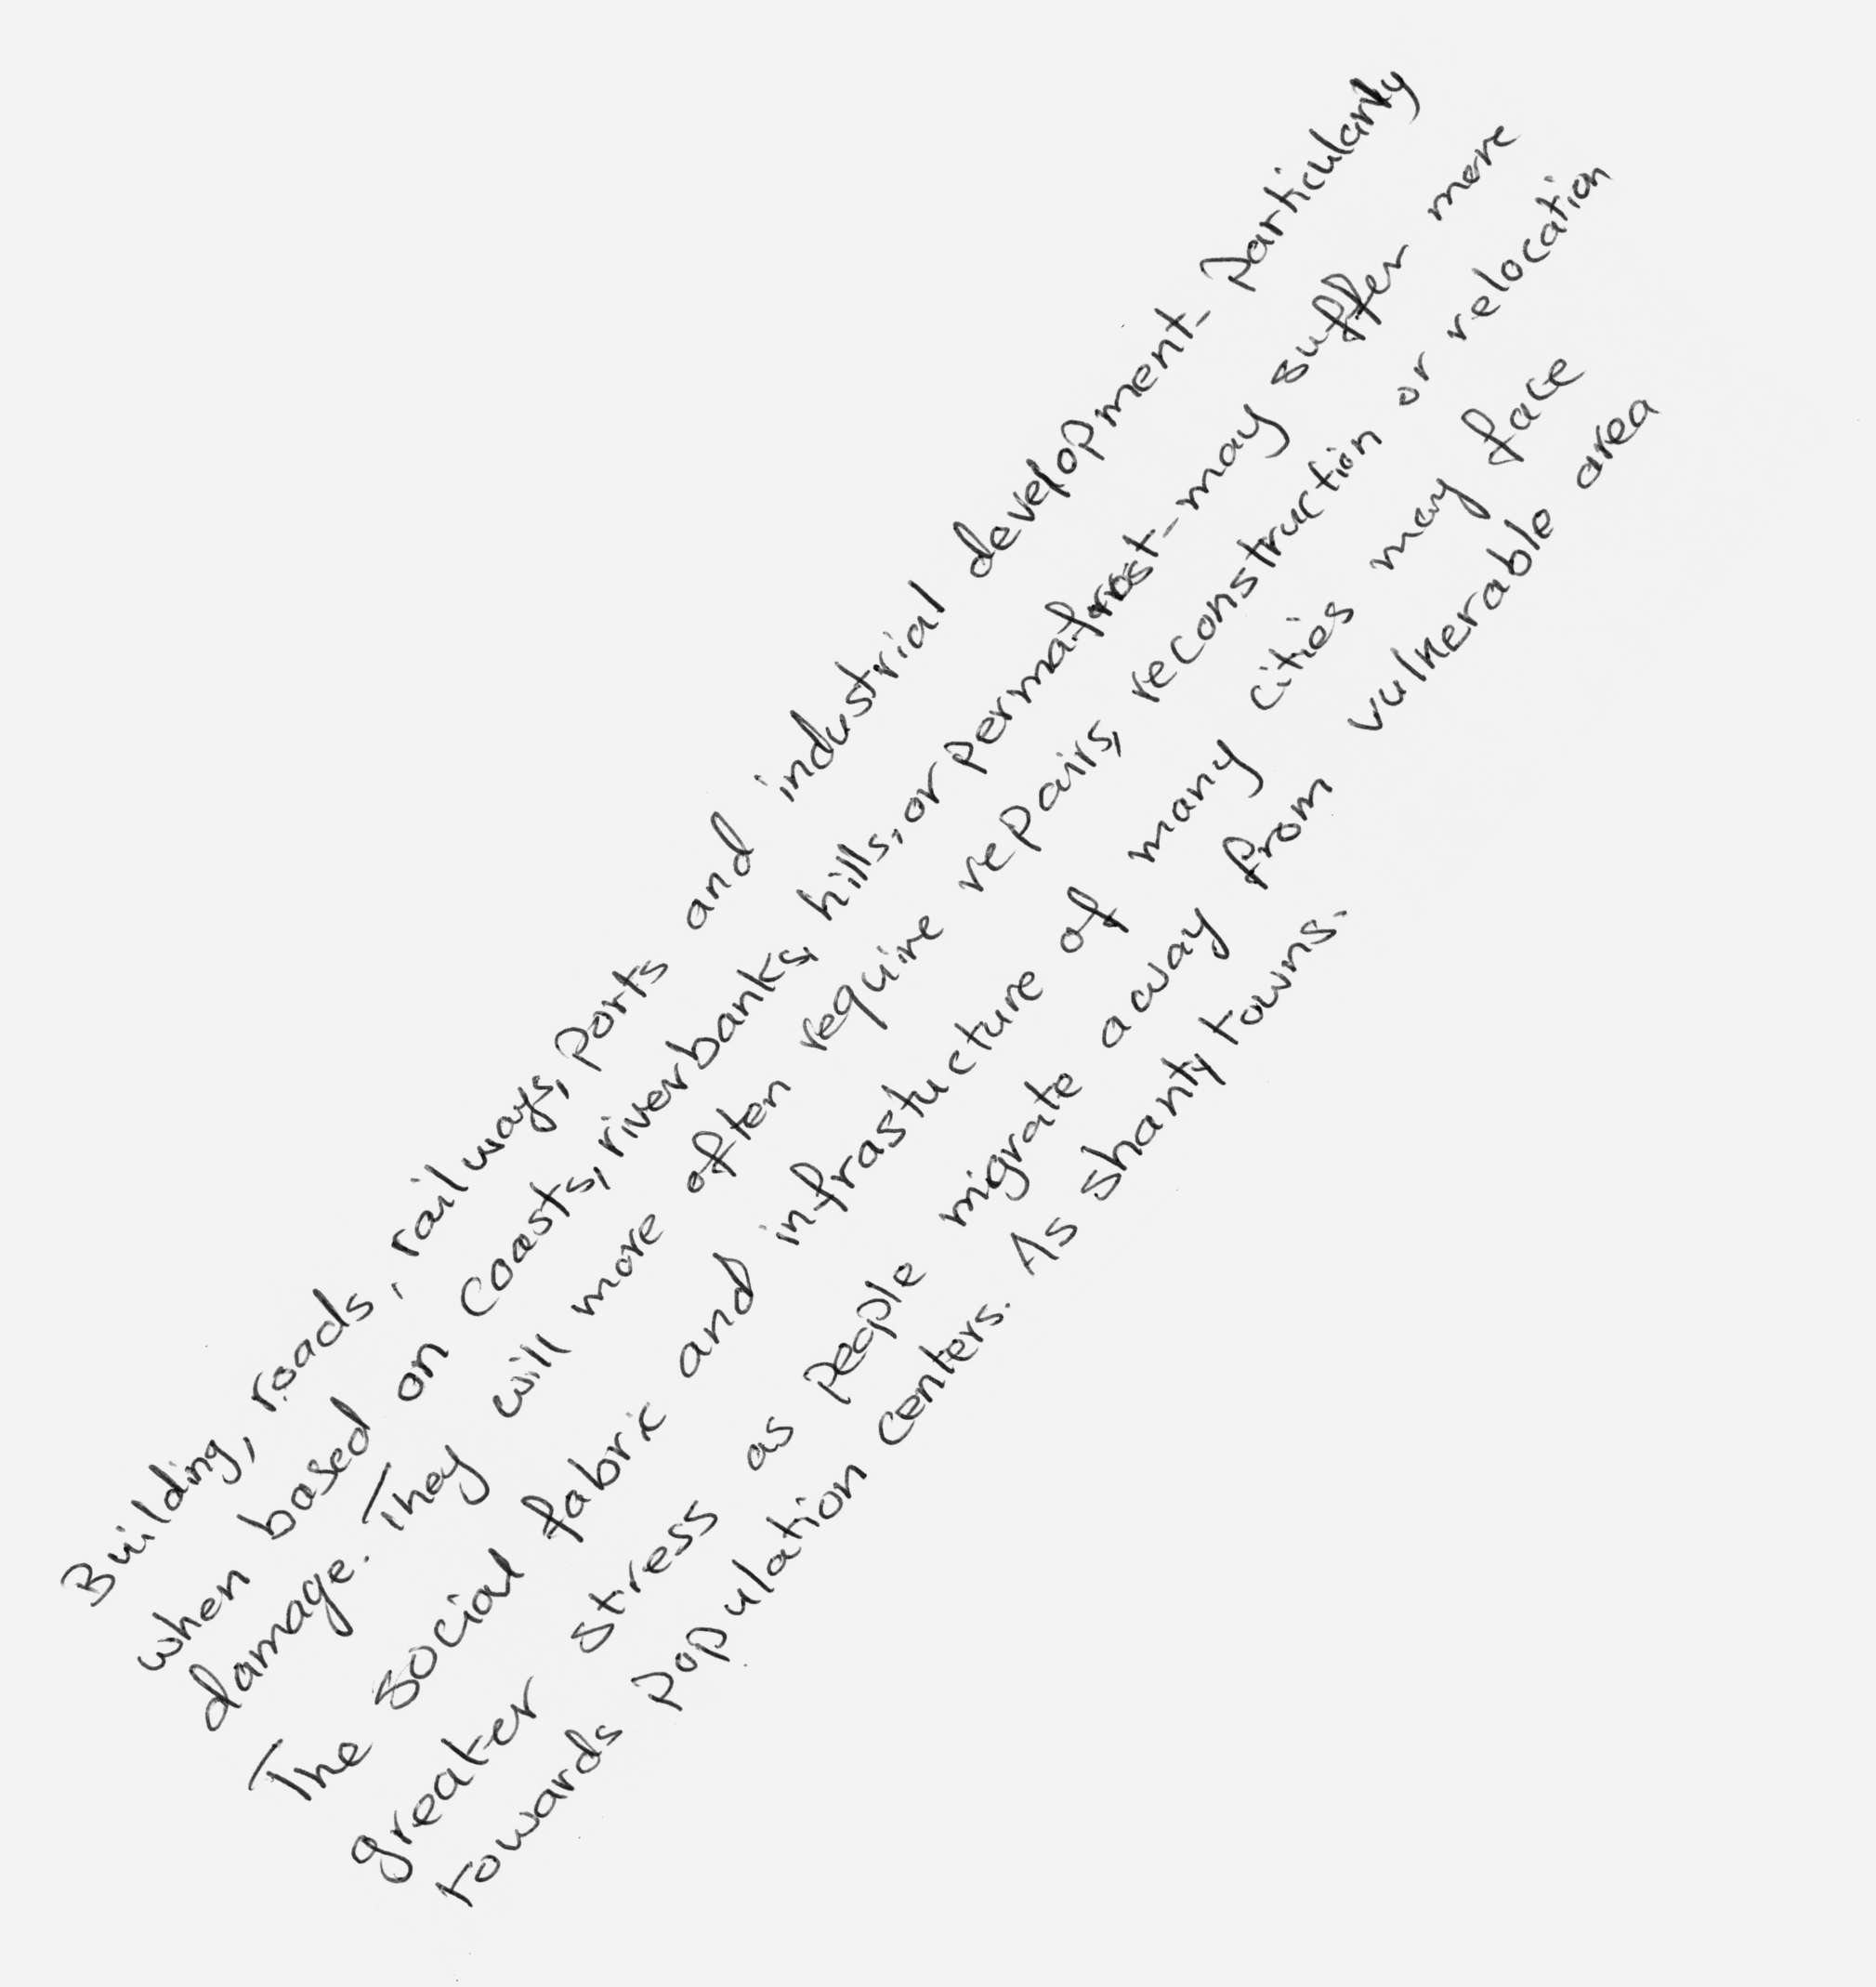 Building, roads, railways, ports and industrial development- particularly
when based on coasts, riverbanks, hills, or permafrost-may suffer more
damage. They will more often require repairs, reconstruction or relocation
The social fabric and infrastucture of many cities may face
greater stress as people migrate away from vulnerable area
towards population centers. As shanty towns.